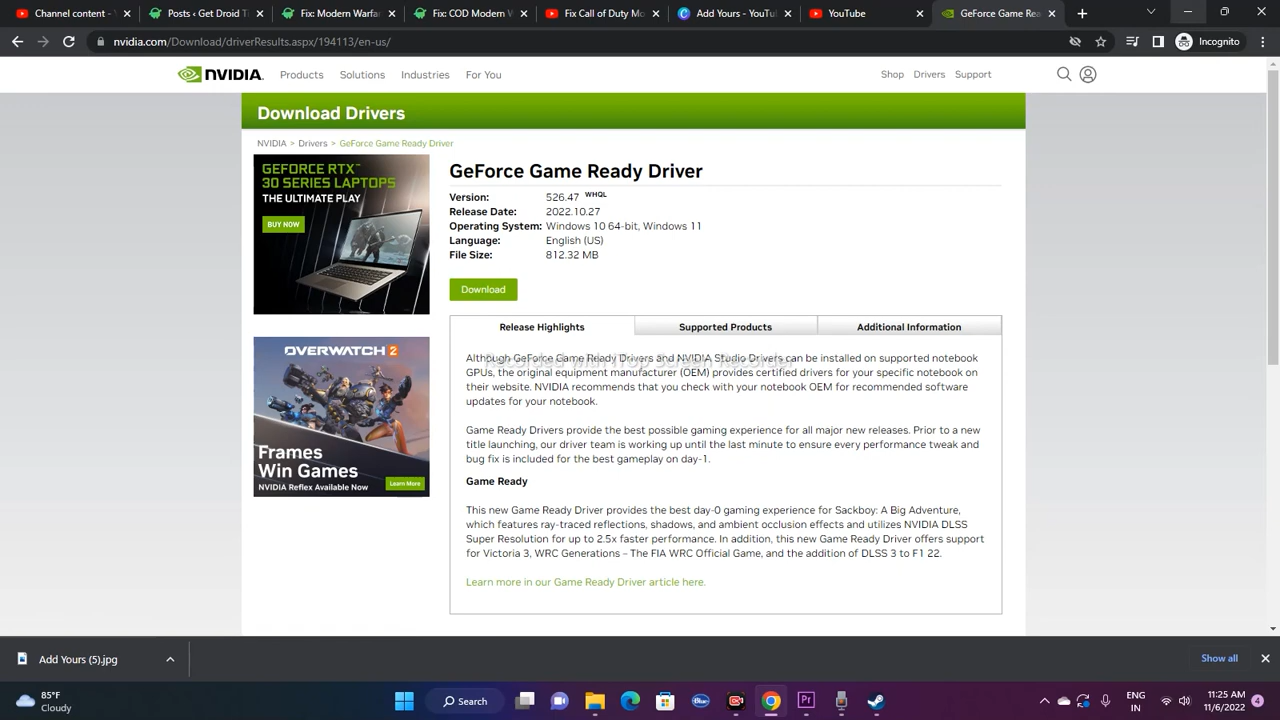 Channel content - Y
Posts ‹ Get Droid Ti
Fix: Modern Warfar
Fix: COD Modern W
Fix Call of Duty Mo
Add Yours - YouTu
YouTube
GeForce Game Rea
nvidia.com/Download/driverResults.aspx/194113/en-us/
Incognito
NVIDIA.
Products
Solutions
Industries
For You
Shop
Drivers
Support
Download Drivers
NVIDIA > Drivers > GeForce Game Ready Driver
GEFORCE RTX™
30 SERIES LAPTOPS
THE ULTIMATE PLAY
BUY NOW
OVERWATCH 2
Frames
Win Games
NVIDIA Reflex Available Now
Learn More
GeForce Game Ready Driver
Version: 526.47 WHQL
Release Date: 2022.10.27
Operating System: Windows 10 64-bit, Windows 11
Language: English (US)
File Size: 812.32 MB
Download
Release Highlights
Supported Products
Additional Information
Although GeForce Game Ready Drivers and NVIDIA Studio Drivers can be installed on supported notebook
GPUs, the original equipment manufacturer (OEM) provides certified drivers for your specific notebook on
their website. NVIDIA recommends that you check with your notebook OEM for recommended software
updates for your notebook.
Recorded with iTop Screen Recorder
Game Ready Drivers provide the best possible gaming experience for all major new releases. Prior to a new
title launching, our driver team is working up until the last minute to ensure every performance tweak and
bug fix is included for the best gameplay on day-1.
Game Ready
This new Game Ready Driver provides the best day-0 gaming experience for Sackboy: A Big Adventure,
which features ray-traced reflections, shadows, and ambient occlusion effects and utilizes NVIDIA DLSS
Super Resolution for up to 2.5x faster performance. In addition, this new Game Ready Driver offers support
for Victoria 3, WRC Generations – The FIA WRC Official Game, and the addition of DLSS 3 to F1 22.
Learn more in our Game Ready Driver article here.
Add Yours (5).jpg
Show all
85°F
Cloudy
Search
ENG
IN
11:25 AM
11/6/2022
4